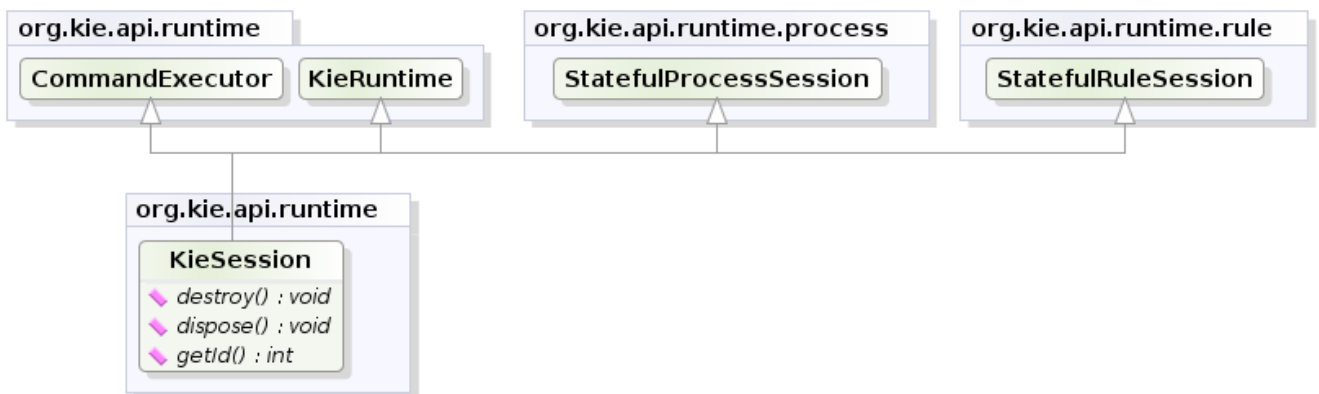 org.kie.api.runtime
CommandExecutor
KieRuntime
org.kie.api.runtime.process
StatefulProcessSession
org.kie.api.runtime.rule
StatefulRuleSession
org.kie.api.runtime
KieSession
destroy() : void
dispose() : void
getId() : int